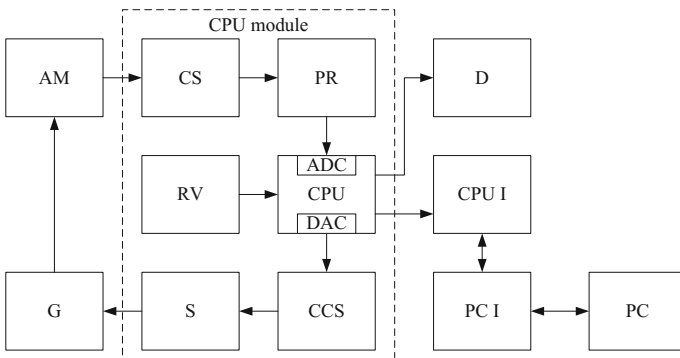 CPU module
AM
CS
PR
D
ADC
RV
CPU
CPU I
DAC
G
S
CCS
PC I
PC